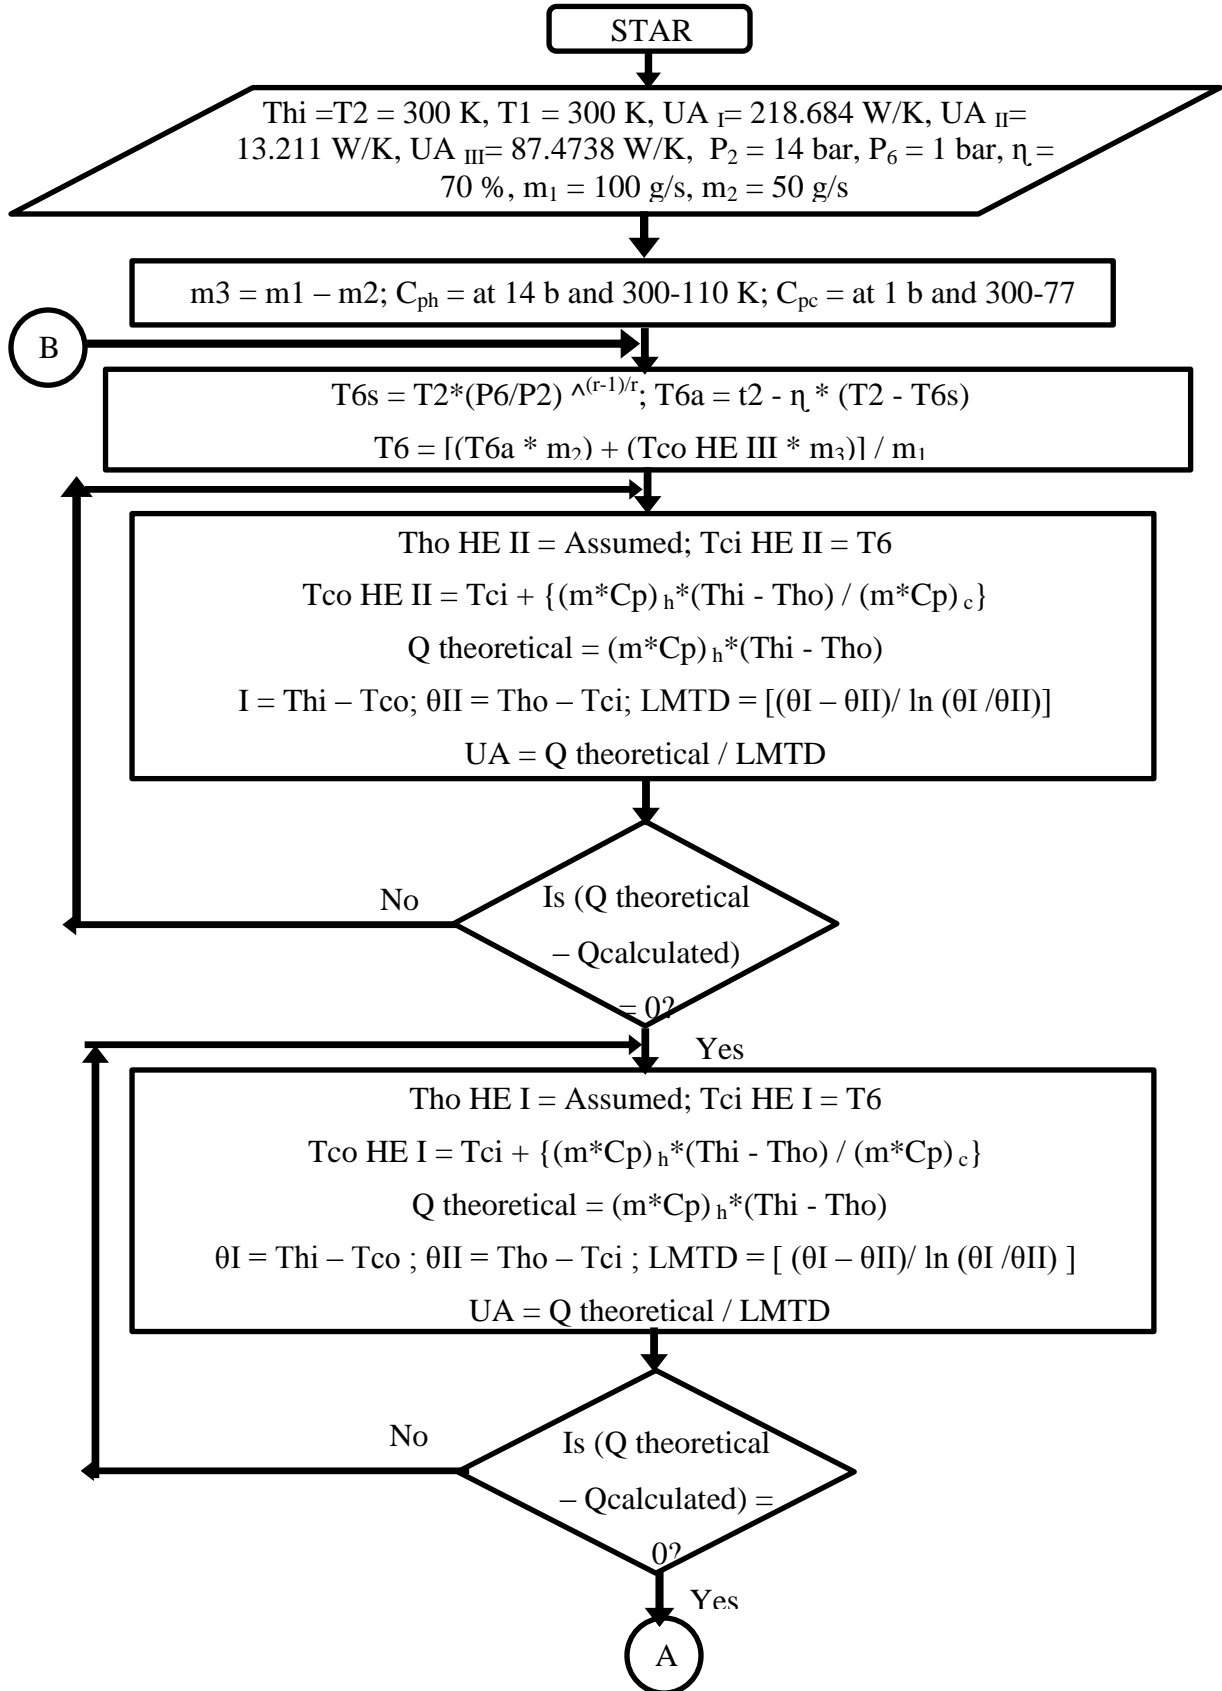 STAR
Thi =T2 = 300 K, T1 = 300 K, UA I= 218.684 W/K, UA II=
13.211 W/K, UA III= 87.4738 W/K, P2 = 14 bar, P6 = 1 bar, η =
70 %, m1 = 100 g/s, m2 = 50 g/s
m3 = m1 – m2; Cph = at 14 b and 300-110 K; Cpc = at 1 b and 300-77
B
T6s = T2*(P6/P2) ^(r-1)/r; T6a = t2 - η * (T2 - T6s)
T6 = [(T6a * m2) + (Tco HE III * m3)] / m1
Tho HE II = Assumed; Tci HE II = T6
Tco HE II = Tci + {(m*Cp) h*(Thi - Tho) / (m*Cp) c}
Q theoretical = (m*Cp) h*(Thi - Tho)
I = Thi – Tco; θII = Tho – Tci; LMTD = [(θI – θII)/ ln (θI /θII)]
UA = Q theoretical / LMTD
No
Is (Q theoretical
– Qcalculated)
= 0?
Yes
Tho HE I = Assumed; Tci HE I = T6
Tco HE I = Tci + {(m*Cp) h*(Thi - Tho) / (m*Cp) c}
Q theoretical = (m*Cp) h*(Thi - Tho)
θI = Thi – Tco ; θII = Tho – Tci ; LMTD = [ (θI – θII)/ ln (θI /θII) ]
UA = Q theoretical / LMTD
No
Is (Q theoretical
– Qcalculated) =
0?
Yes
A